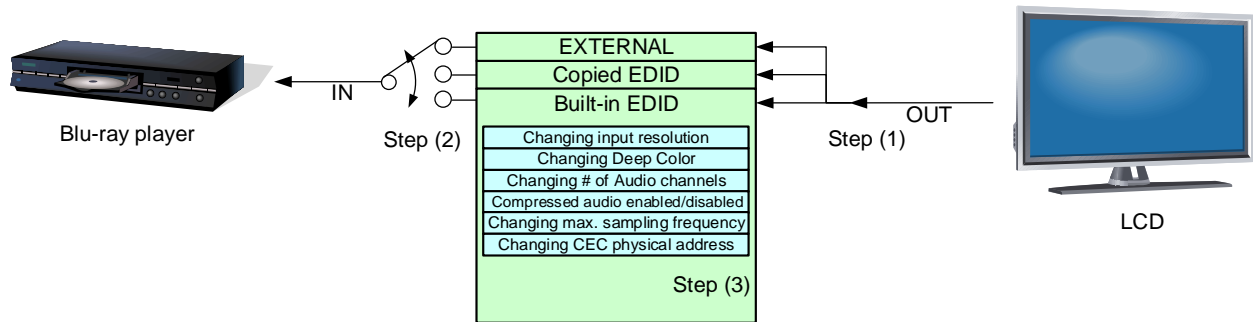 EXTERNAL
Copied EDID
Built-in EDID
IN
OUT
Blu-ray player
Step (2)
Step (1)
Changing input resolution
Changing Deep Color
Changing # of Audio channels
Compressed audio enabled/disabled
Changing max. sampling frequency
Changing CEC physical address
LCD
Step (3)